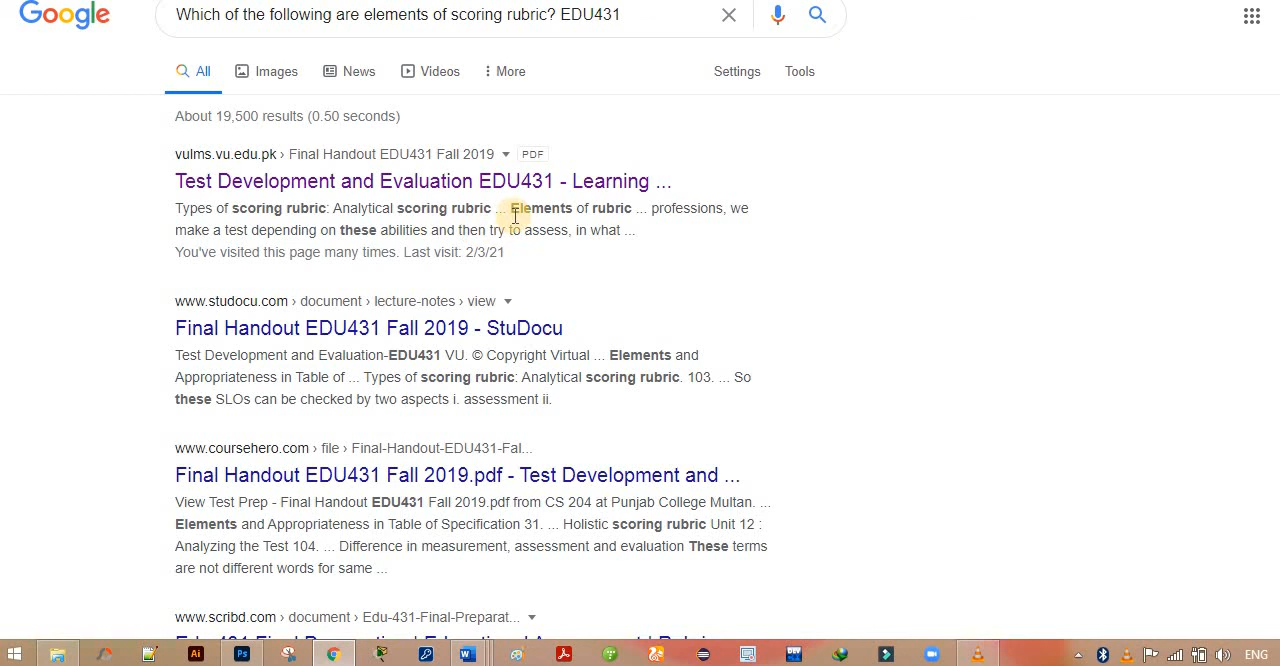 Google
Which of the following are elements of scoring rubric? EDU431
All Images News Videos More Settings Tools
About 19,500 results (0.50 seconds)
vulms.vu.edu.pk › Final Handout EDU431 Fall 2019 PDF
Test Development and Evaluation EDU431 - Learning ...
Types of scoring rubric: Analytical scoring rubric ... Elements of rubric ... professions, we
make a test depending on these abilities and then try to assess, in what ...
You've visited this page many times. Last visit: 2/3/21
www.studocu.com › document › lecture-notes › view
Final Handout EDU431 Fall 2019 - StuDocu
Test Development and Evaluation-EDU431 VU. © Copyright Virtual ... Elements and
Appropriateness in Table of ... Types of scoring rubric: Analytical scoring rubric. 103. ... So
these SLOs can be checked by two aspects i. assessment ii.
www.coursehero.com › file › Final-Handout-EDU431-Fal...
Final Handout EDU431 Fall 2019.pdf - Test Development and ...
View Test Prep - Final Handout EDU431 Fall 2019.pdf from CS 204 at Punjab College Multan. ...
Elements and Appropriateness in Table of Specification 31. ... Holistic scoring rubric Unit 12 :
Analyzing the Test 104. ... Difference in measurement, assessment and evaluation These terms
are not different words for same ...
www.scribd.com › document › Edu-431-Final-Preparat...
Ai Ps W ENG